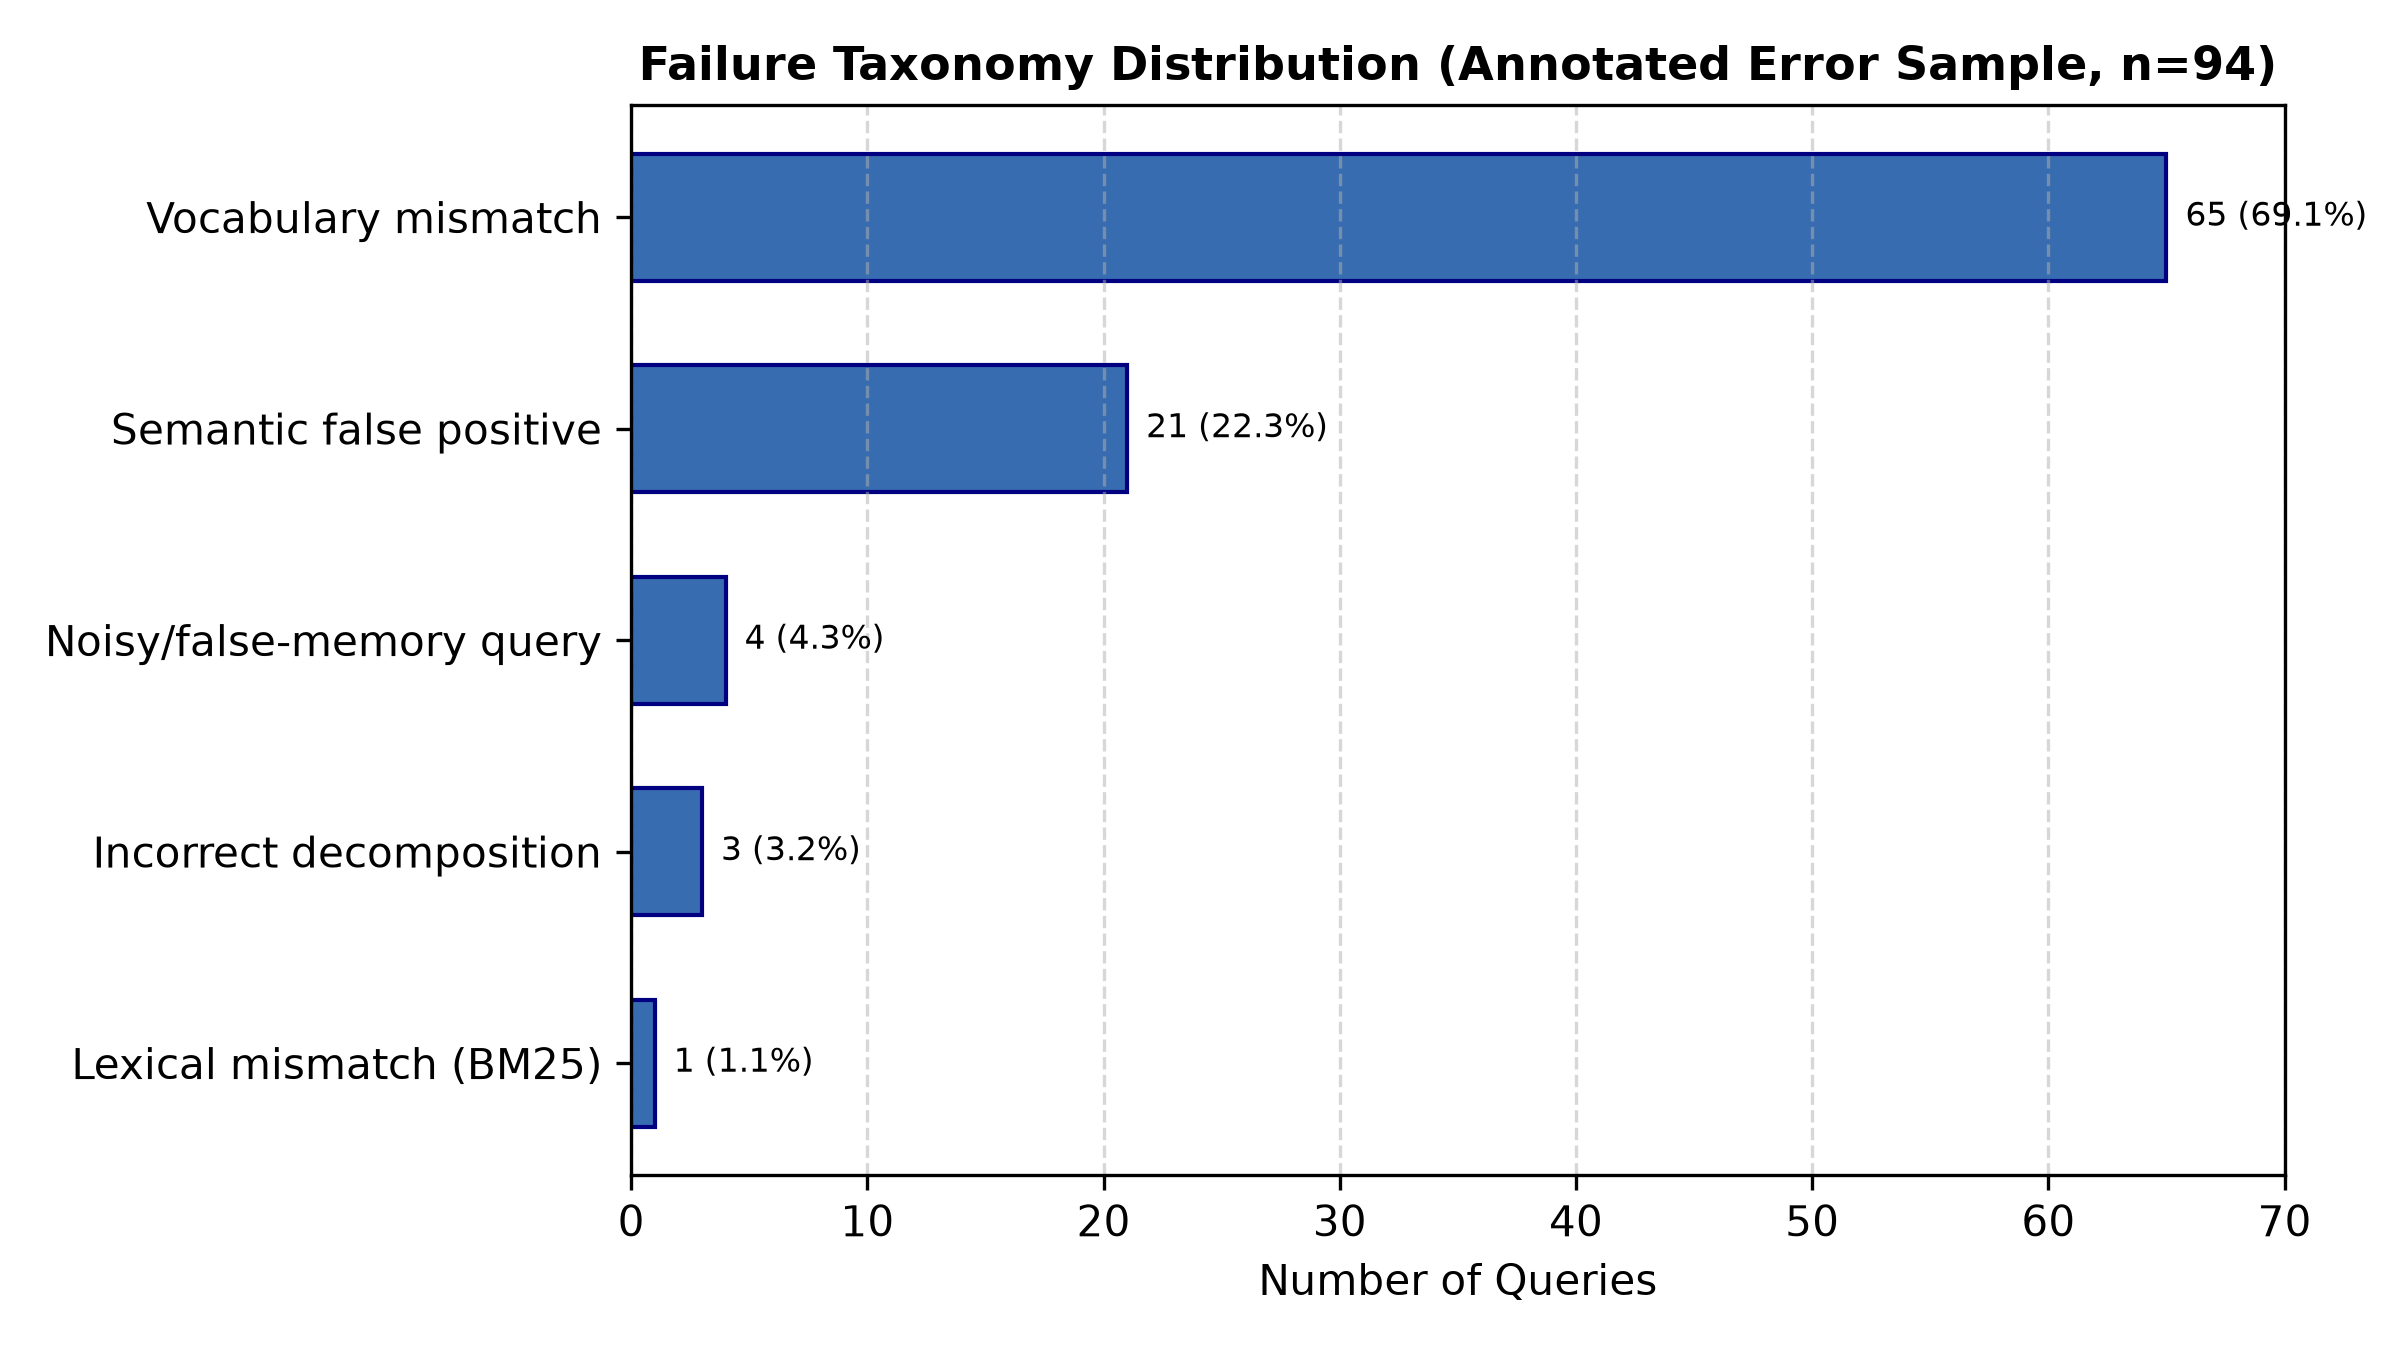 Failure Taxonomy Distribution (Annotated Error Sample, n=94)
Vocabulary mismatch
65 (69.1%)
Semantic false positive
21 (22.3%)
Noisy/false-memory query
4 (4.3%)
Incorrect decomposition
3 (3.2%)
Lexical mismatch (BM25)
1 (1.1%)
0 10 20 30 40 50 60 70
Number of Queries